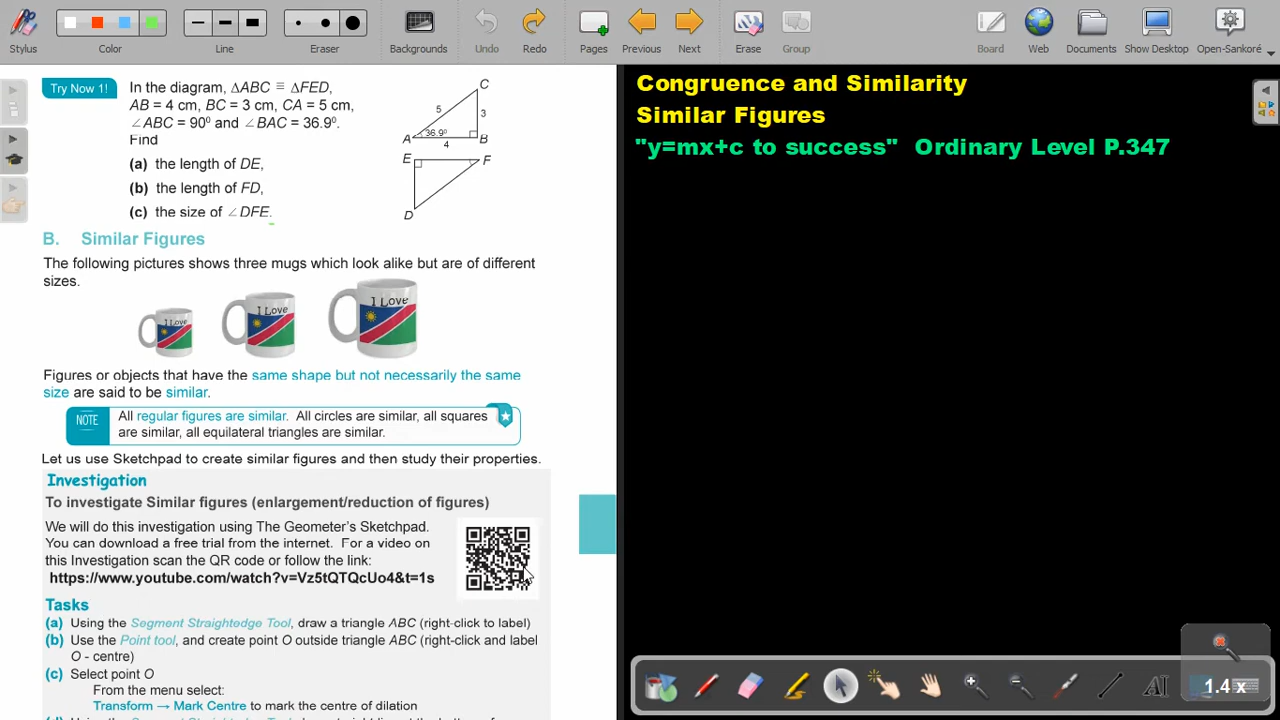 Stylus
Color
Line
Eraser
Backgrounds
Undo
Redo
Pages
Previous
Next
Erase
Group
Board
Web
Documents
Show Desktop
Open-Sankoré
Try Now 1!
In the diagram, ΔABC ≡ ΔFED,
AB = 4 cm, BC = 3 cm, CA = 5 cm,
∠ABC = 90⁰ and ∠BAC = 36.9⁰.
Find
(a) the length of DE,
(b) the length of FD,
(c) the size of ∠DFE.
C
5
3
A
36.9⁰
B
4
E
F
D
B. Similar Figures
The following pictures shows three mugs which look alike but are of different
sizes.
I Love
I Love
I Love
Figures or objects that have the same shape but not necessarily the same
size are said to be similar.
NOTE
All regular figures are similar. All circles are similar, all squares
are similar, all equilateral triangles are similar.
Let us use Sketchpad to create similar figures and then study their properties.
Investigation
To investigate Similar figures (enlargement/reduction of figures)
We will do this investigation using The Geometer's Sketchpad.
You can download a free trial from the internet. For a video on
this Investigation scan the QR code or follow the link:
https://www.youtube.com/watch?v=Vz5tQTQcUo4&t=1s
Tasks
(a) Using the Segment Straightedge Tool, draw a triangle ABC (right-click to label)
(b) Use the Point tool, and create point O outside triangle ABC (right-click and label
O - centre)
(c) Select point O
From the menu select:
Transform → Mark Centre to mark the centre of dilation
Congruence and Similarity
Similar Figures
"y=mx+c to success" Ordinary Level P.347
1.4 x